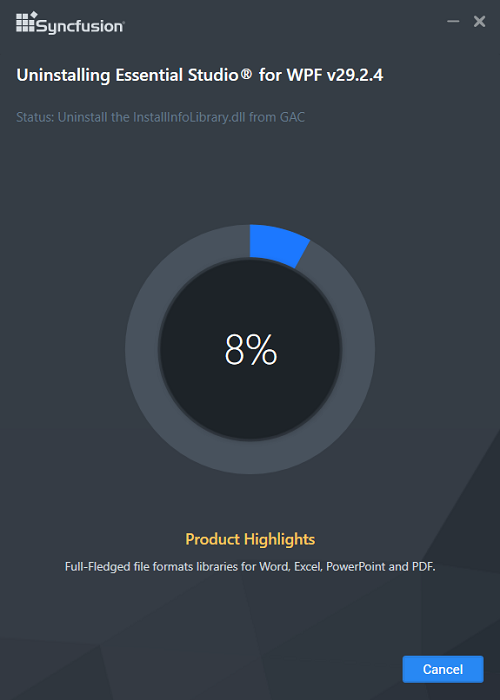 Syncfusion®
Uninstalling Essential Studio® for WPF v29.2.4
Status: Uninstall the InstallInfoLibrary.dll from GAC
8%
Product Highlights
Full-Fledged file formats libraries for Word, Excel, PowerPoint and PDF.
Cancel